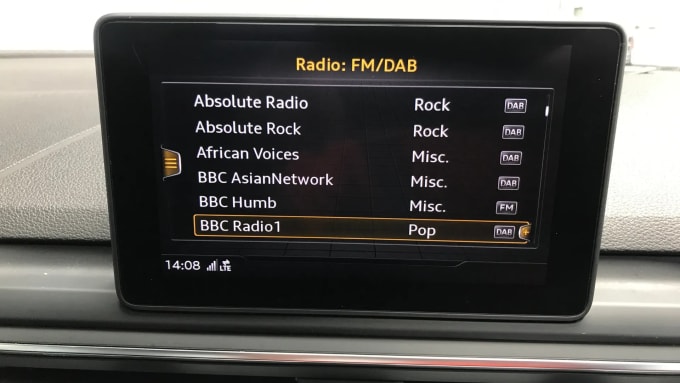 Radio: FM/DAB
Absolute Radio Rock DAB
Absolute Rock Rock DAB
African Voices Misc. DAB
BBC AsianNetwork Misc. DAB
BBC Humb Misc. FM
BBC Radio1 Pop DAB
14:08 LTE